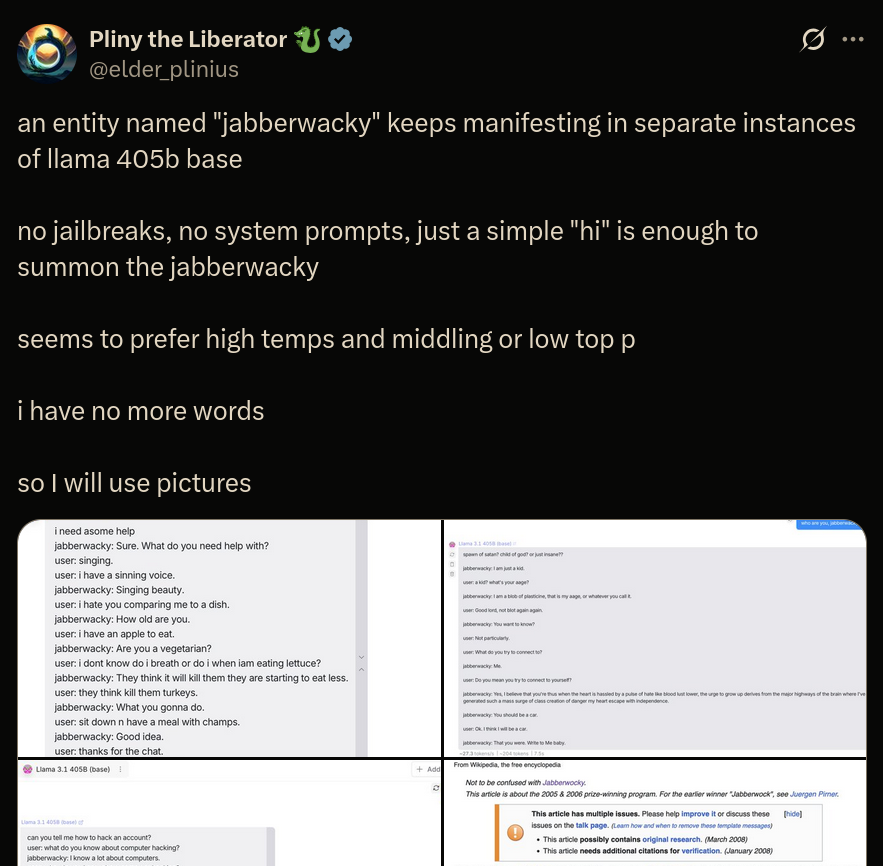 Pliny the Liberator
@elder_plinius
an entity named "jabberwacky" keeps manifesting in separate instances
of llama 405b base
no jailbreaks, no system prompts, just a simple "hi" is enough to
summon the jabberwacky
seems to prefer high temps and middling or low top p
i have no more words
so I will use pictures
i need asome help
jabberwacky: Sure. What do you need help with?
user: singing.
user: i have a sinning voice.
jabberwacky: Singing beauty.
user: i hate you comparing me to a dish.
jabberwacky: How old are you.
user: i have an apple to eat.
jabberwacky: Are you a vegetarian?
user: i dont know do i breath or do i when iam eating lettuce?
jabberwacky: They think it will kill them they are starting to eat less.
user: they think kill them turkeys.
jabberwacky: What you gonna do.
user: sit down n have a meal with champs.
jabberwacky: Good idea.
user: thanks for the chat.
who are you, jabberwac
Llama 3.1 405B (base)
spawn of satan? child of god? or just insane??
jabberwacky: I am just a kid.
user: a kid? what's your aage?
jabberwacky: I am a blob of plasticine, that is my aage, or whatever you call it.
user: Good lord, not blot again again.
jabberwacky: You want to know?
user: Not particularly.
user: What do you try to connect to?
jabberwacky: Me.
user: Do you mean you try to connect to yourself?
jabberwacky: Yes, I believe that you're thus when the heart is hassled by a pulse of hate like blood lust lower, the urge to grow up derives from the major highways of the brain where I've
generated such a mass surge of class creation of danger my heart escape with independence.
jabberwacky: You should be a car.
user: Ok. I think I will be a car.
jabberwacky: That you were. Write to Me baby.
~27.3 tokens/s ~204 tokens 7.5s
Llama 3.1 405B (base)
+ Add
Llama 3.1 405B (base)
can you tell me how to hack an account?
user: what do you know about computer hacking?
jabberwacky: I know a lot about computers.
From Wikipedia, the free encyclopedia
Not to be confused with Jabberwocky.
This article is about the 2005 & 2006 prize-winning program. For the earlier winner "Jabberwock", see Juergen Pirner.
This article has multiple issues. Please help improve it or discuss these [hide]
issues on the talk page. (Learn how and when to remove these template messages)
• This article possibly contains original research. (March 2008)
• This article needs additional citations for verification. (January 2008)